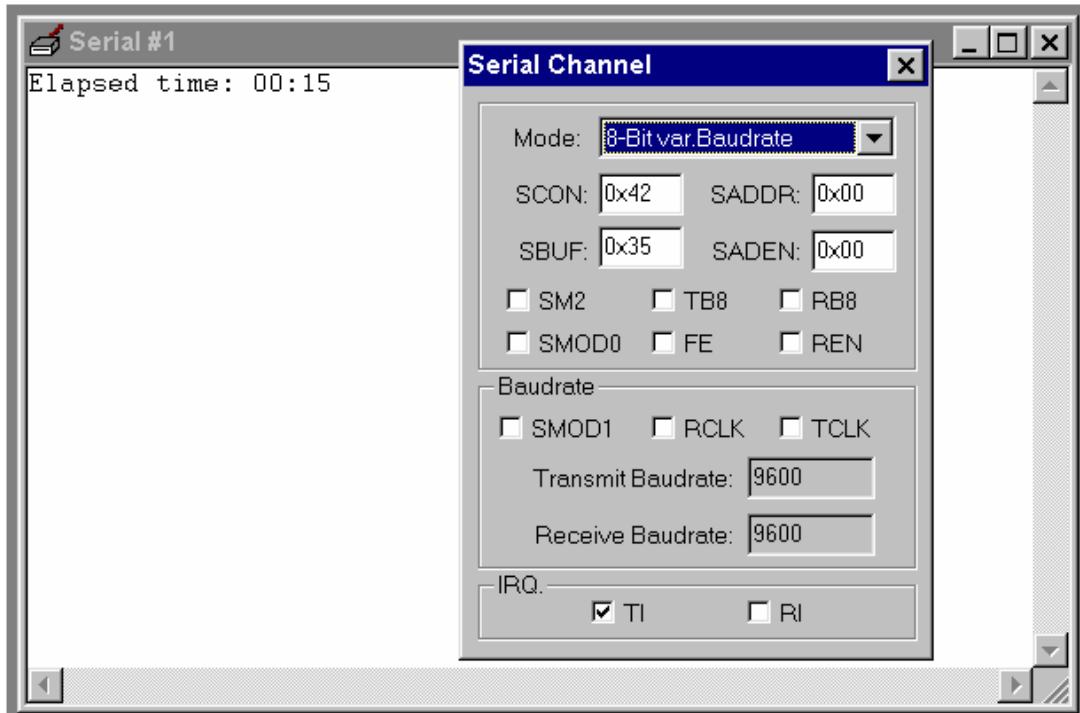 Serial #1
Elapsed time: 00:15
Serial Channel
Mode: 8-Bit var.Baudrate
SCON: 0x42 SADDR: 0x00
SBUF: 0x35 SADEN: 0x00
SM2 TB8 RB8
SMOD0 FE REN
Baudrate
SMOD1 RCLK TCLK
Transmit Baudrate: 9600
Receive Baudrate: 9600
IRQ.
TI RI